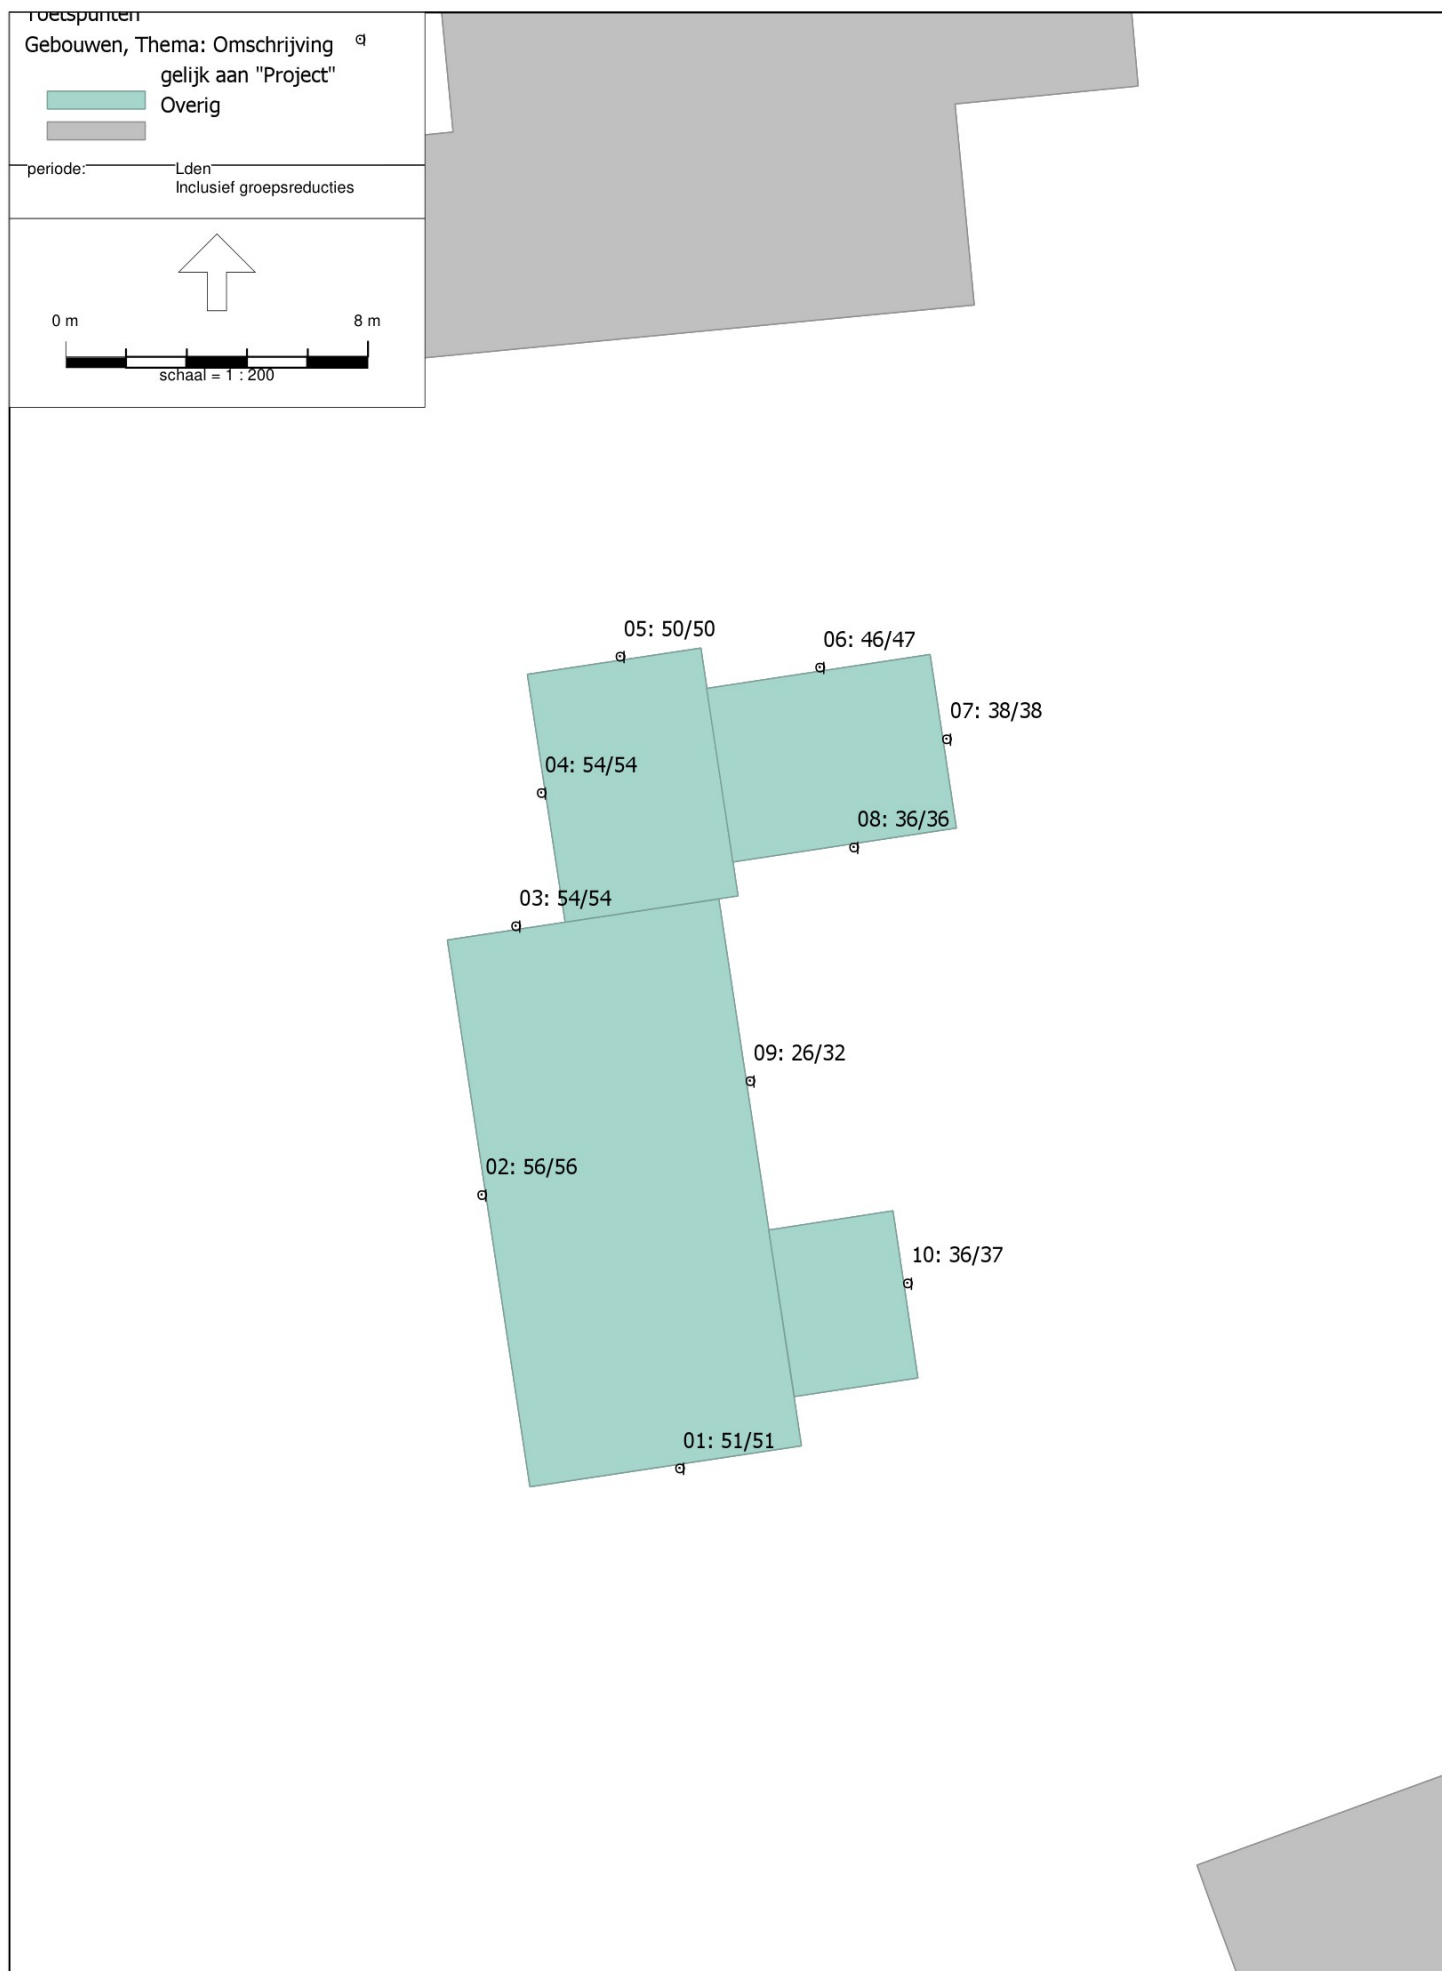 Toetspunten
Gebouwen, Thema: Omschrijving
gelijk aan "Project"
Overig
periode: Lden
Inclusief groepsreducties
0 m 8 m
schaal = 1 : 200
05: 50/50
06: 46/47
07: 38/38
04: 54/54
08: 36/36
03: 54/54
09: 26/32
02: 56/56
10: 36/37
01: 51/51